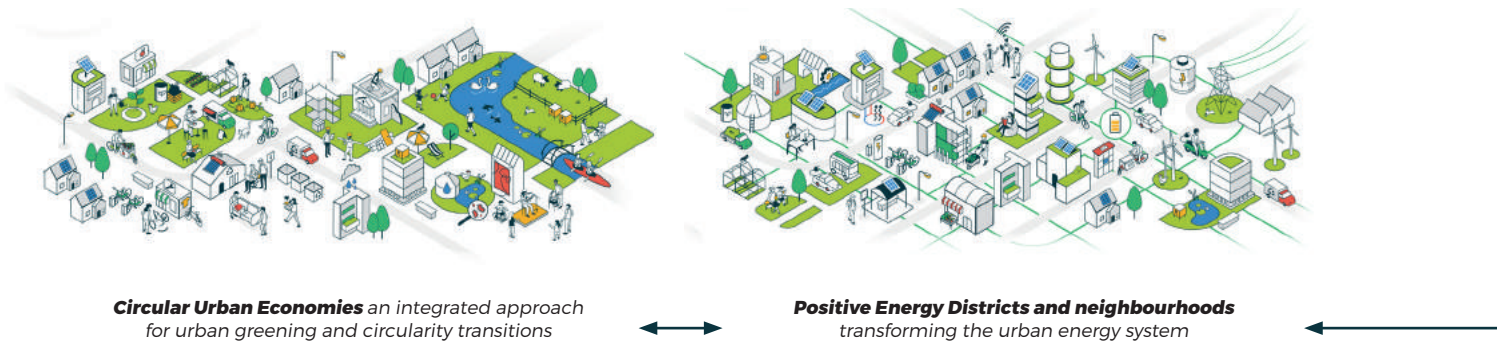 Circular Urban Economies an integrated approach
for urban greening and circularity transitions
Positive Energy Districts and neighbourhoods
transforming the urban energy system